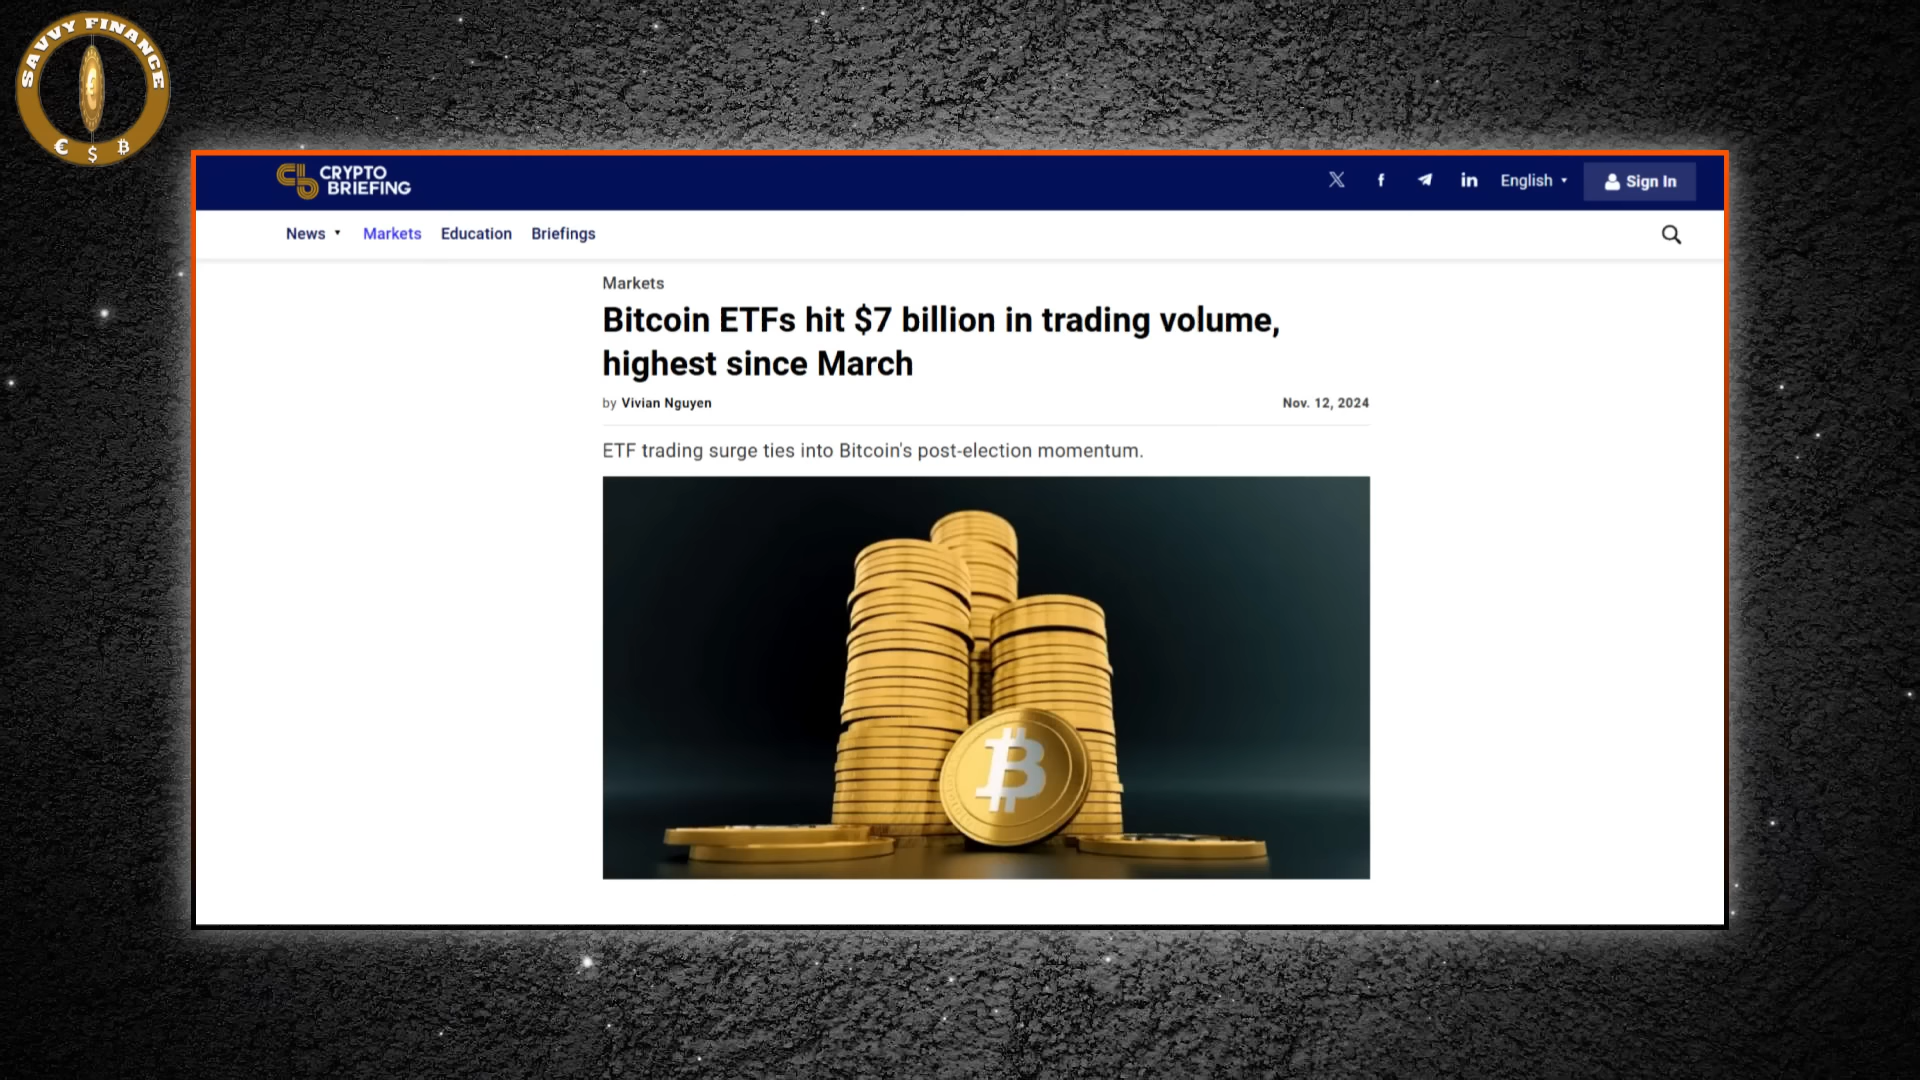 SAVVY FINANCE
€ $ ₿
CRYPTO
BRIEFING
English
Sign In
News
Markets
Education
Briefings
Markets
Bitcoin ETFs hit $7 billion in trading volume,
highest since March
by Vivian Nguyen
Nov. 12, 2024
ETF trading surge ties into Bitcoin's post-election momentum.